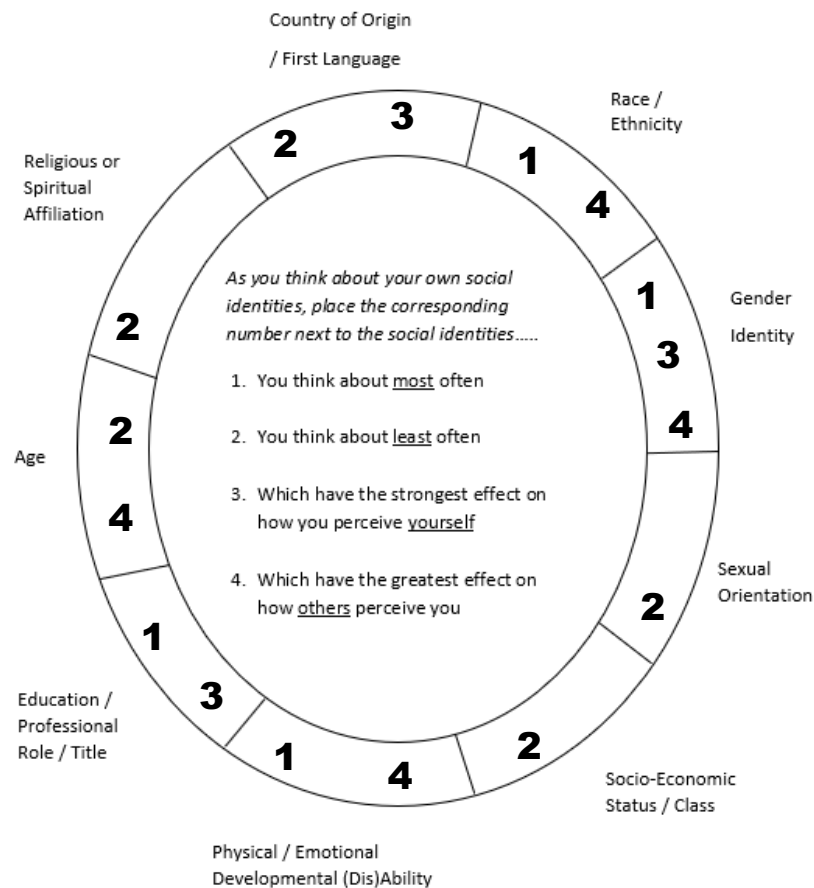 Country of Origin
/ First Language
Race /
Ethnicity
Gender
Identity
Sexual
Orientation
Socio-Economic
Status / Class
Physical / Emotional
Developmental (Dis)Ability
Education /
Professional
Role / Title
Age
Religious or
Spiritual
Affiliation
2 3
1
4
1
3
4
2
2
1 4
1
3
2
4
2
As you think about your own social
identities, place the corresponding
number next to the social identities.....
1. You think about most often
2. You think about least often
3. Which have the strongest effect on
how you perceive yourself
4. Which have the greatest effect on
how others perceive you